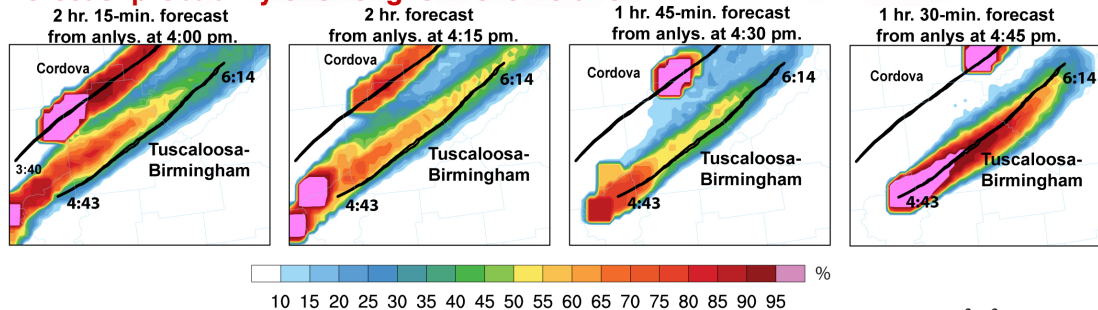 2 hr. 15-min. forecast
from anlys. at 4:00 pm.
2 hr. forecast
from anlys. at 4:15 pm.
1 hr. 45-min. forecast
from anlys. at 4:30 pm.
1 hr. 30-min. forecast
from anlys. at 4:45 pm.
Cordova
6:14
3:40
Tuscaloosa-
Birmingham
4:43
Cordova
6:14
Tuscaloosa-
Birmingham
4:43
Cordova
6:14
Tuscaloosa-
Birmingham
4:43
Cordova
6:14
Tuscaloosa-
Birmingham
4:43
%
10 15 20 25 30 35 40 45 50 55 60 65 70 75 80 85 90 95